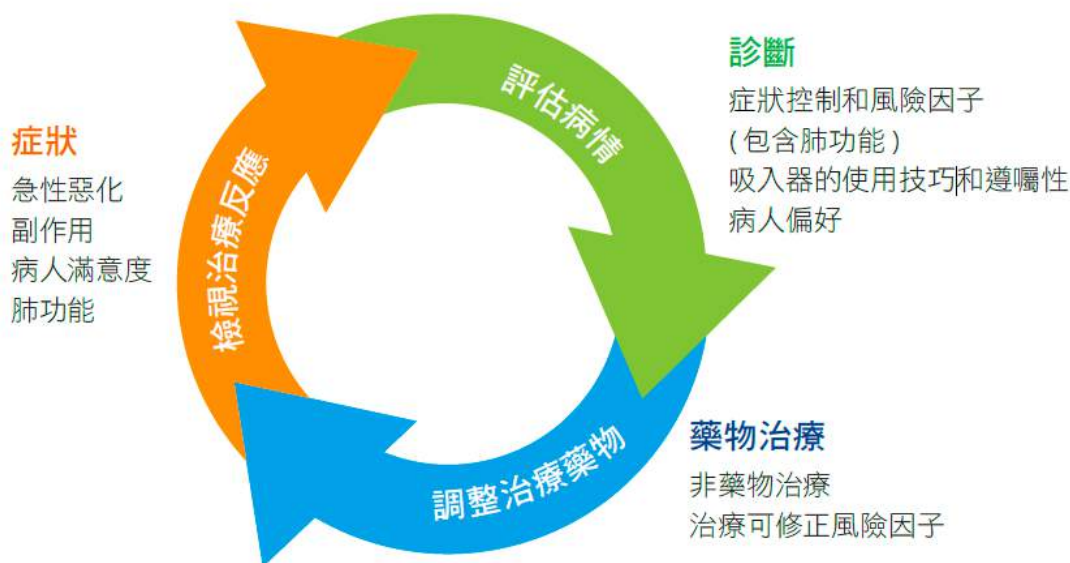 評估病情
診斷
症狀控制和風險因子
(包含肺功能)
吸入器的使用技巧和遵囑性
病人偏好
調整治療藥物
藥物治療
非藥物治療
治療可修正風險因子
檢視治療反應
症狀
急性惡化
副作用
病人滿意度
肺功能